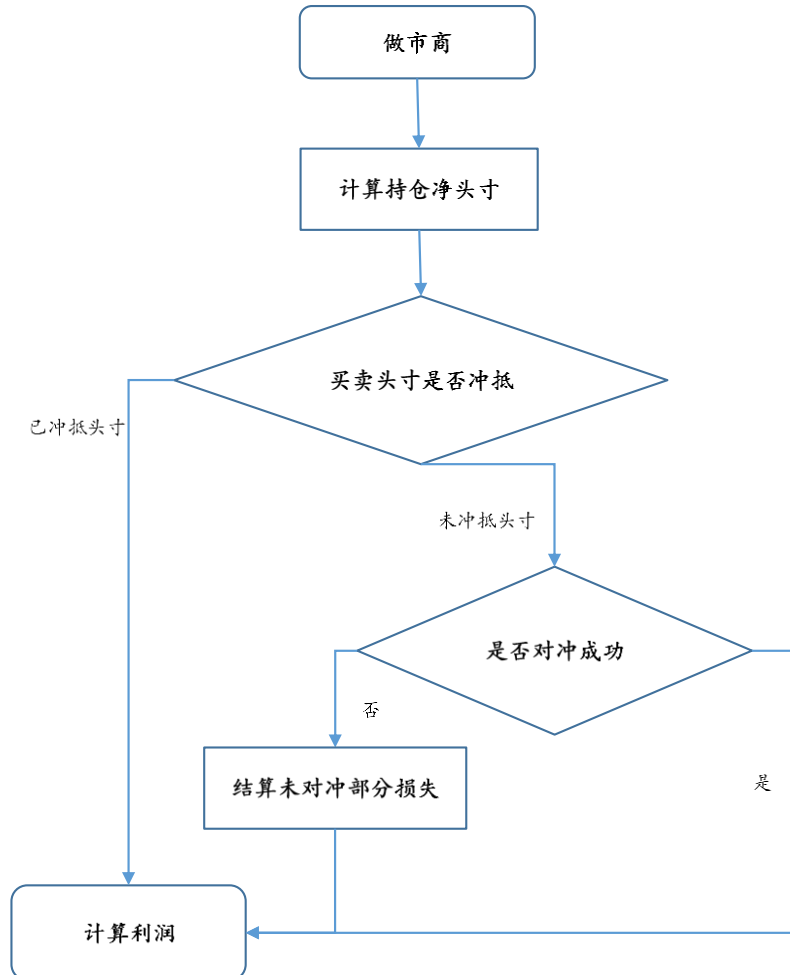 做市商
计算持仓净头寸
买卖头寸是否冲抵
已冲抵头寸
未冲抵头寸
是否对冲成功
否
结算未对冲部分损失
是
计算利润